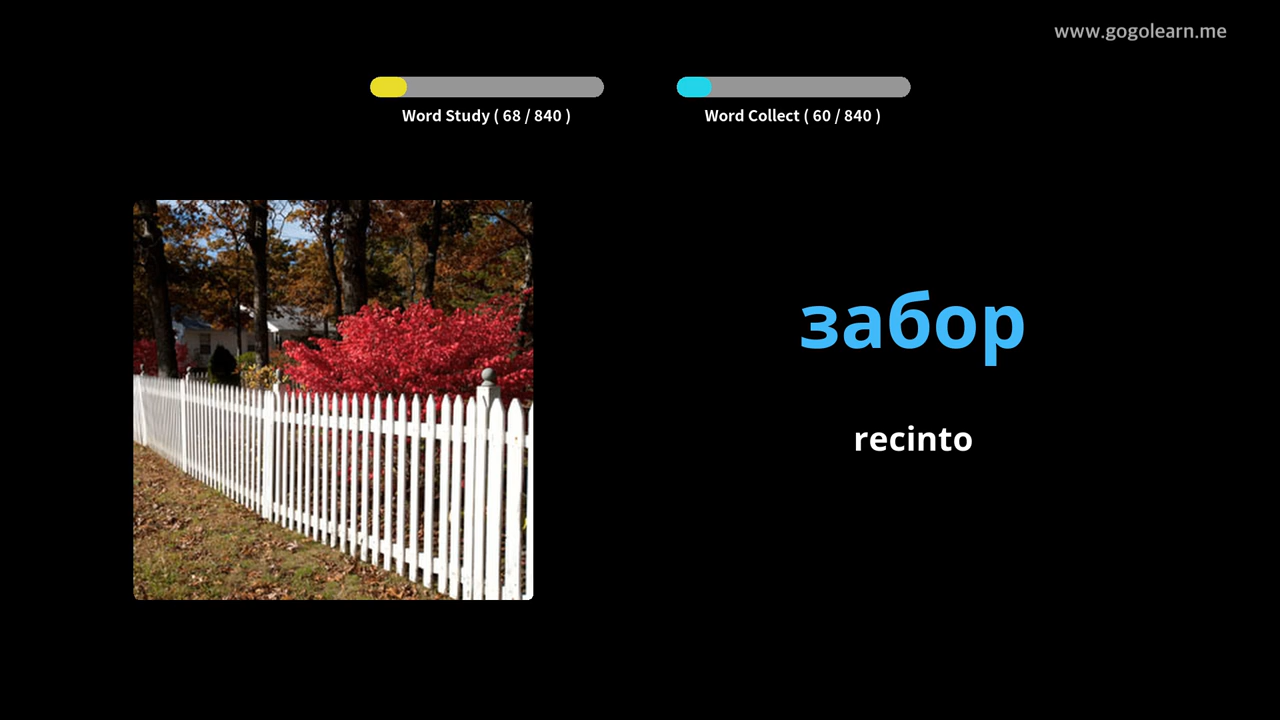 www.gogolearn.me
Word Study ( 68 / 840 )
Word Collect ( 60 / 840 )
забор
recinto